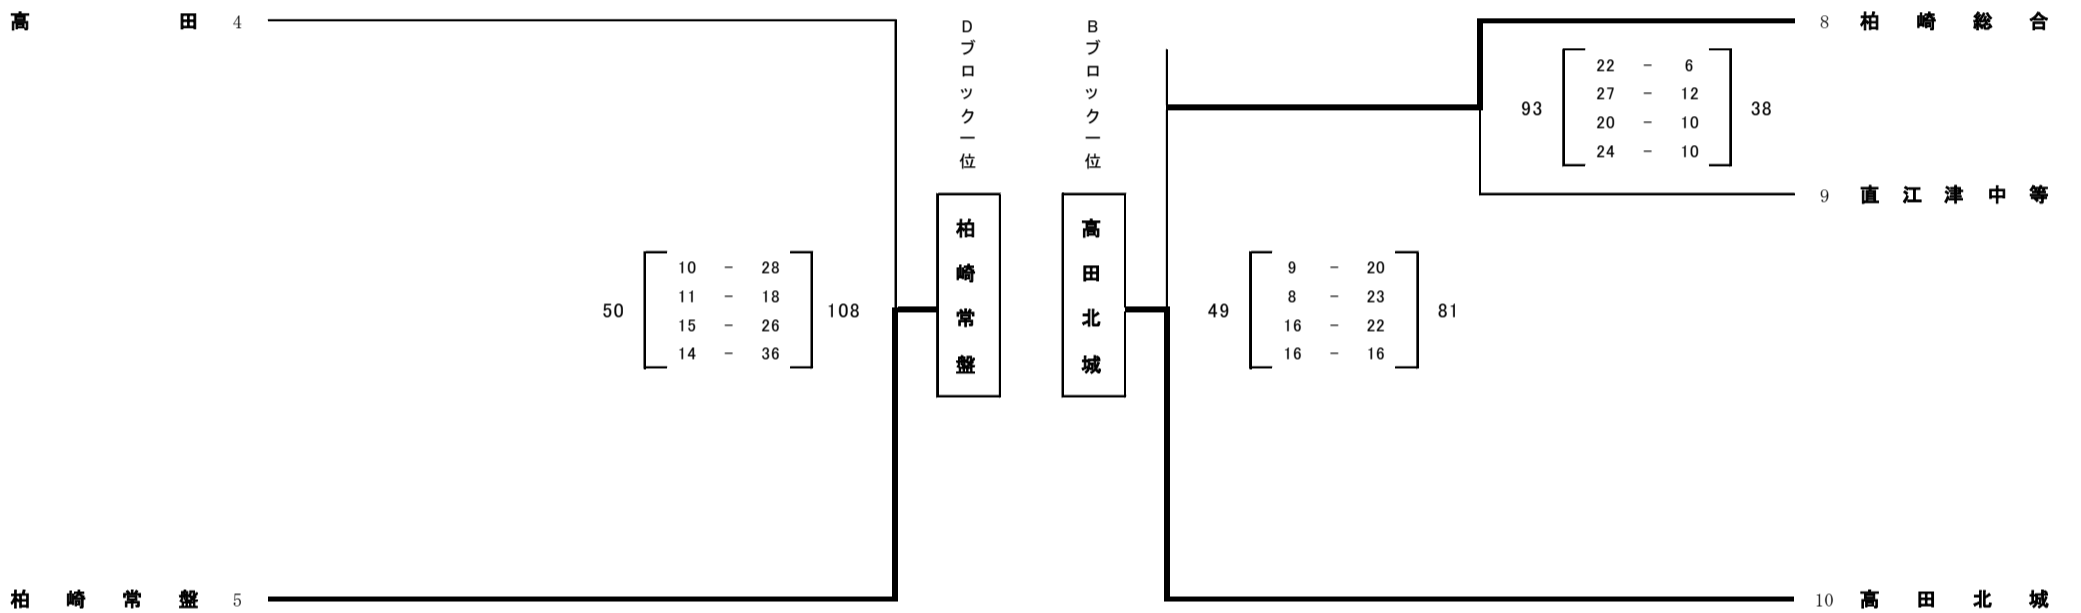 高田 4
Dブロック一位
Bブロック一位
8 柏崎総合
93
22 - 6
27 - 12
20 - 10
24 - 10
38
9 直江津中等
柏崎常盤
高田北城
50
10 - 28
11 - 18
15 - 26
14 - 36
108
49
9 - 20
8 - 23
16 - 22
16 - 16
81
柏崎常盤 5
10 高田北城